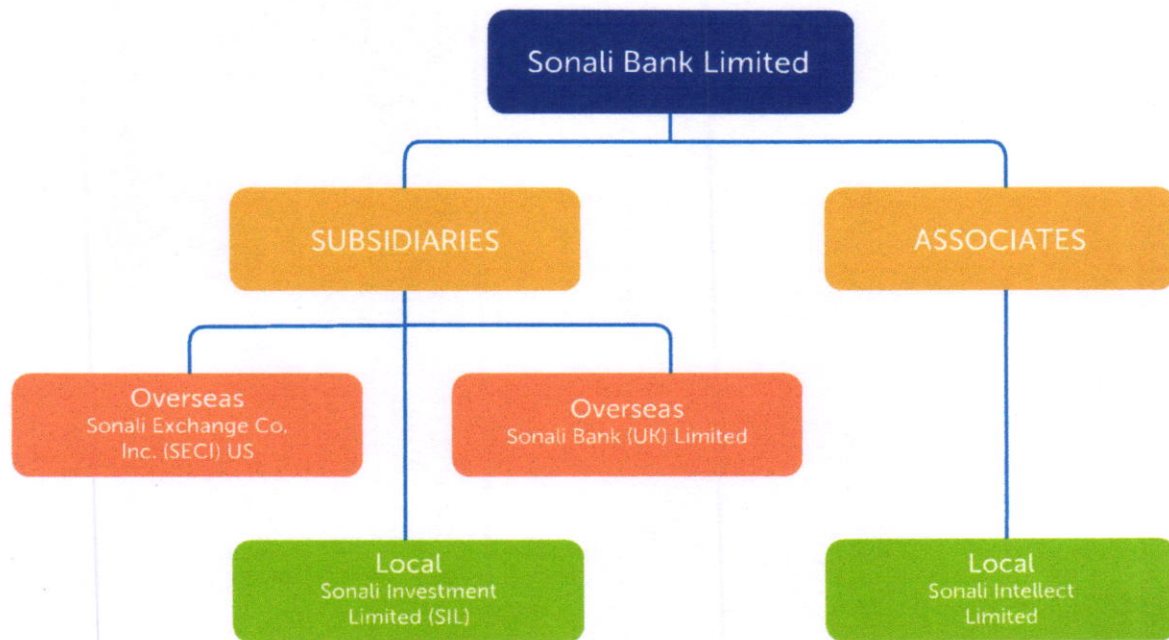 Sonali Bank Limited
SUBSIDIARIES
ASSOCIATES
Overseas
Sonali Exchange Co.
Inc. (SECI) US
Overseas
Sonali Bank (UK) Limited
Local
Sonali Investment
Limited (SIL)
Local
Sonali Intellect
Limited